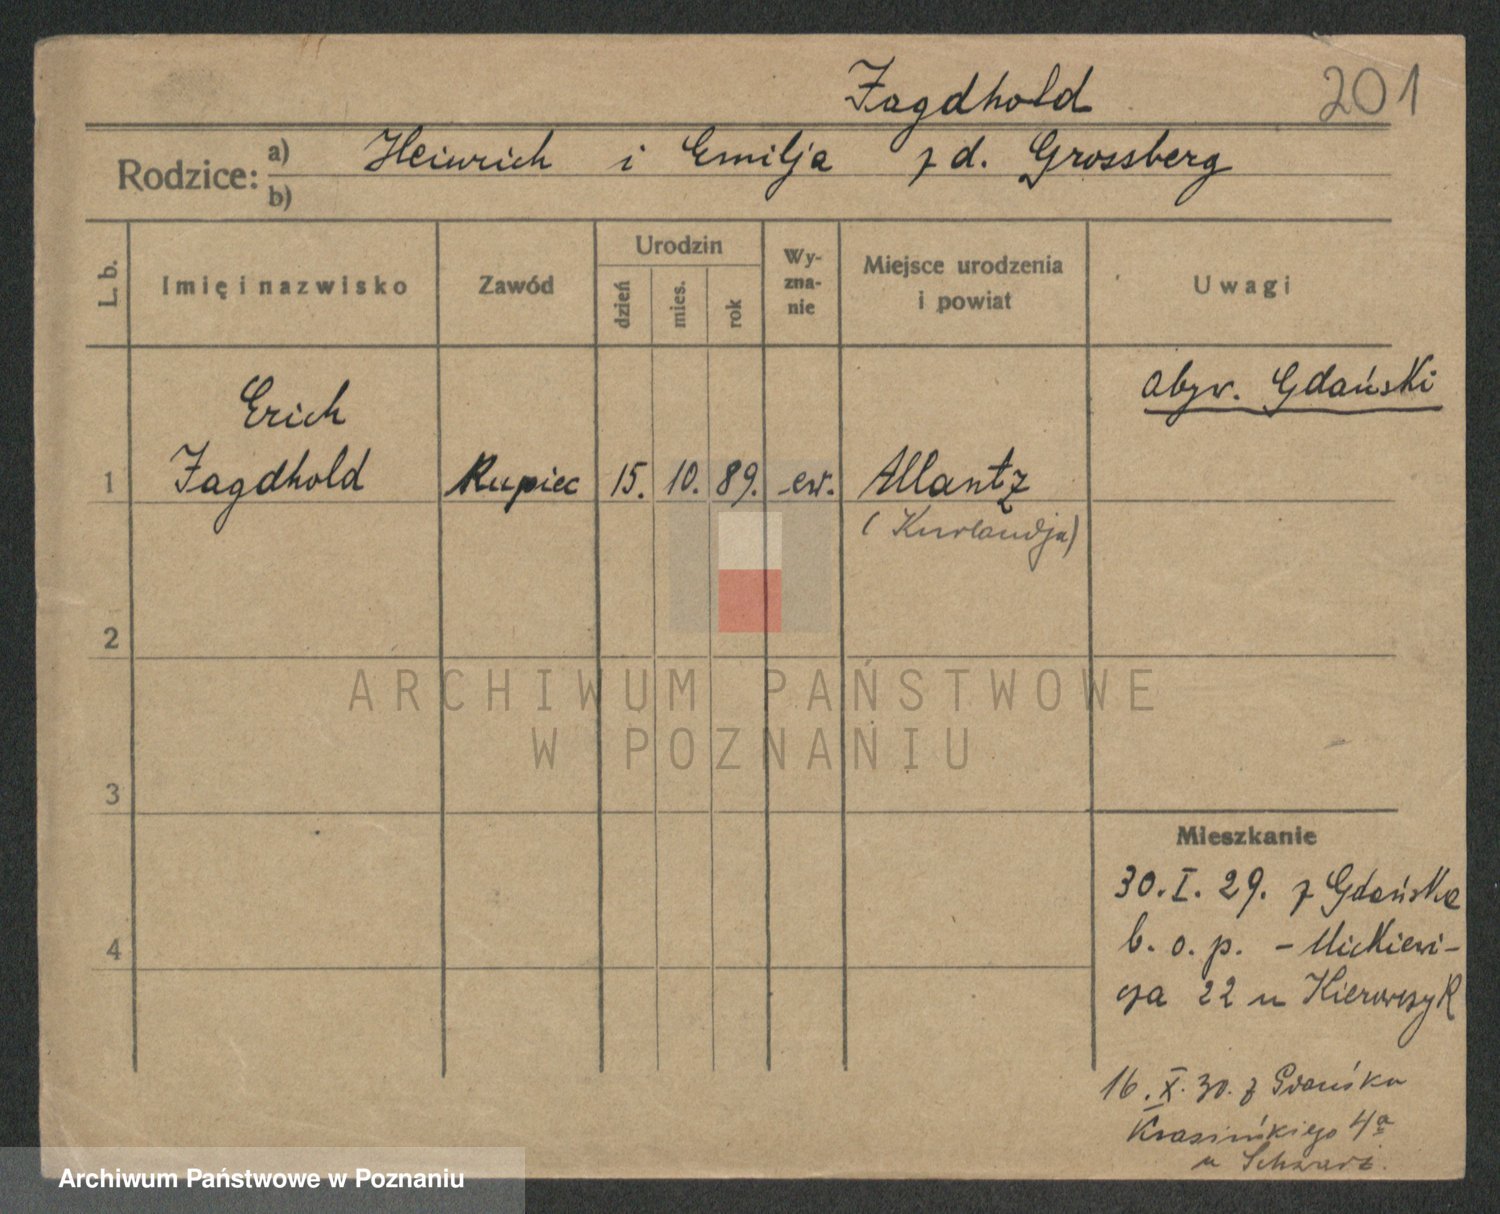 Jagdhold 201
Rodzice: a) Heinrich i Emilja z d. Grossberg
b)
L. b. Imię i nazwisko Zawód Urodzin dzień mies. rok Wy-zna-nie Miejsce urodzenia i powiat Uwagi
obyw. Gdański
Erich
1 Jagdhold Kupiec 15. 10. 89. ew. Allantz
(Kurlandja)
2
ARCHIWUM PAŃSTWOWE
W POZNANIU
3
Mieszkanie
30. I. 29. z Gdańska
4 b. o. p. - Mickiewi-
cza 22 u Hierowczyk
16. X. 30. z Gdańska
Krasińskiego 4a
u Schwarz.
Archiwum Państwowe w Poznaniu